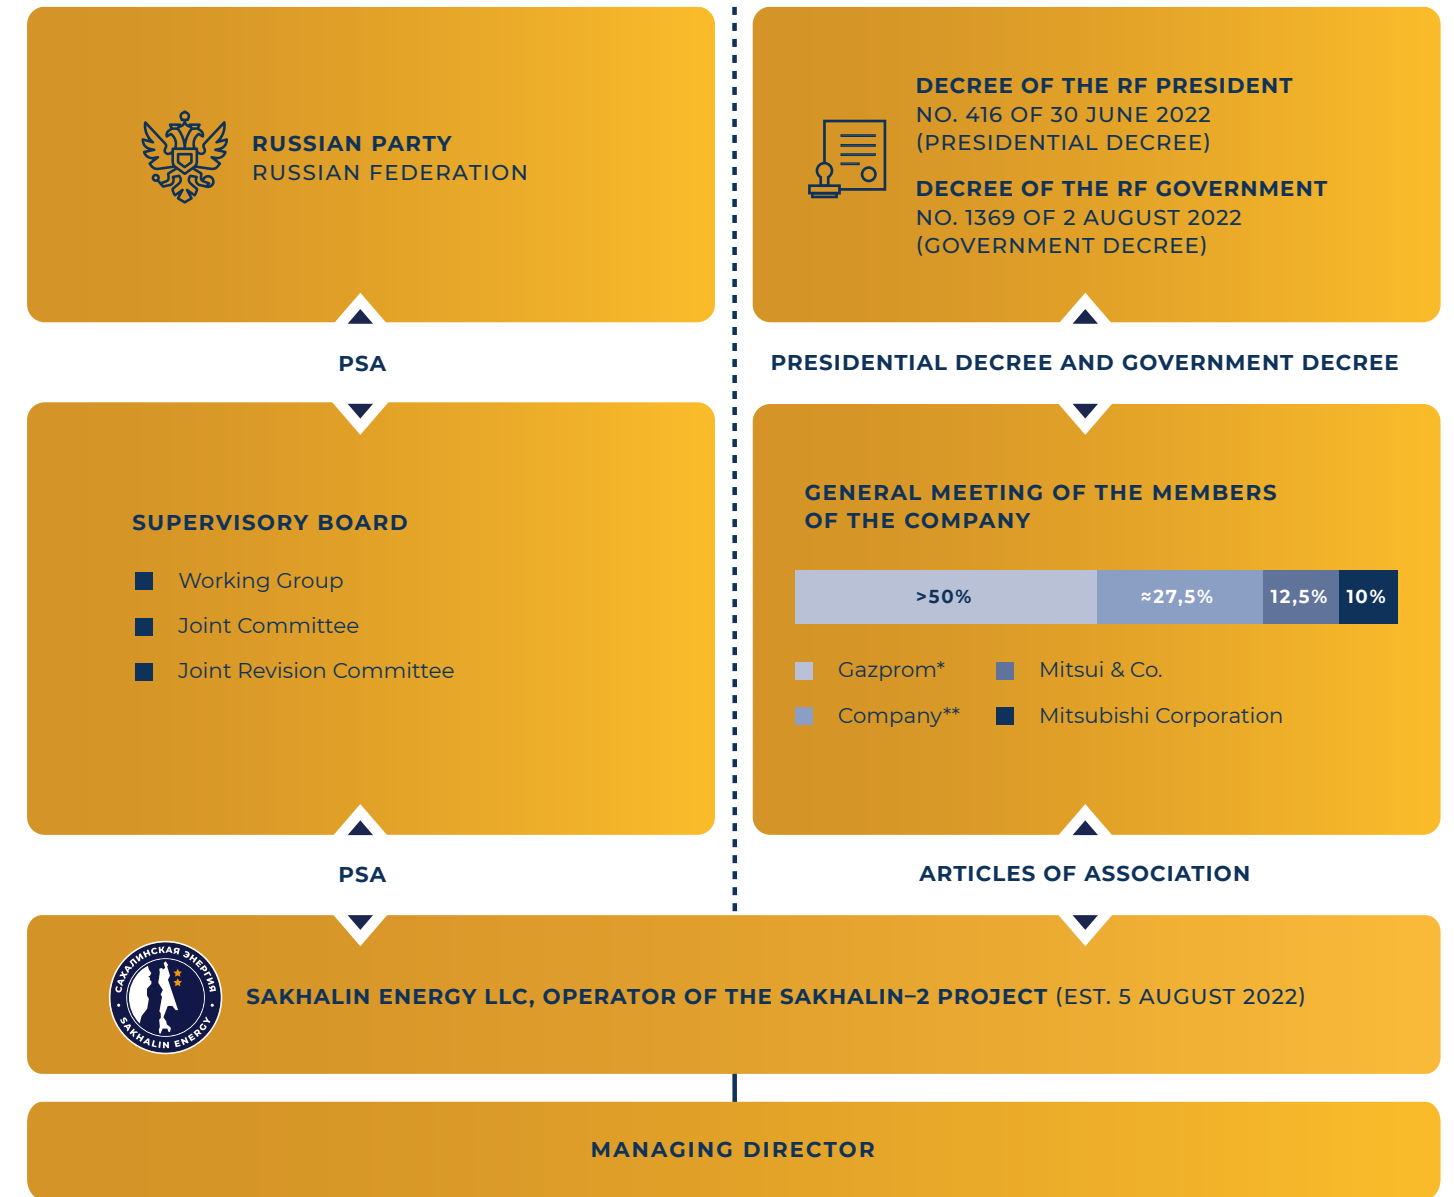 RUSSIAN PARTY
RUSSIAN FEDERATION
DECREE OF THE RF PRESIDENT
NO. 416 OF 30 JUNE 2022
(PRESIDENTIAL DECREE)
DECREE OF THE RF GOVERNMENT
NO. 1369 OF 2 AUGUST 2022
(GOVERNMENT DECREE)
PSA
PRESIDENTIAL DECREE AND GOVERNMENT DECREE
SUPERVISORY BOARD
Working Group
Joint Committee
Joint Revision Committee
GENERAL MEETING OF THE MEMBERS
OF THE COMPANY
>50% ≈27,5% 12,5% 10%
Gazprom* Mitsui & Co.
Company** Mitsubishi Corporation
PSA
ARTICLES OF ASSOCIATION
САХАЛИНСКАЯ ЭНЕРГИЯ
SAKHALIN ENERGY
SAKHALIN ENERGY LLC, OPERATOR OF THE SAKHALIN–2 PROJECT (EST. 5 AUGUST 2022)
MANAGING DIRECTOR